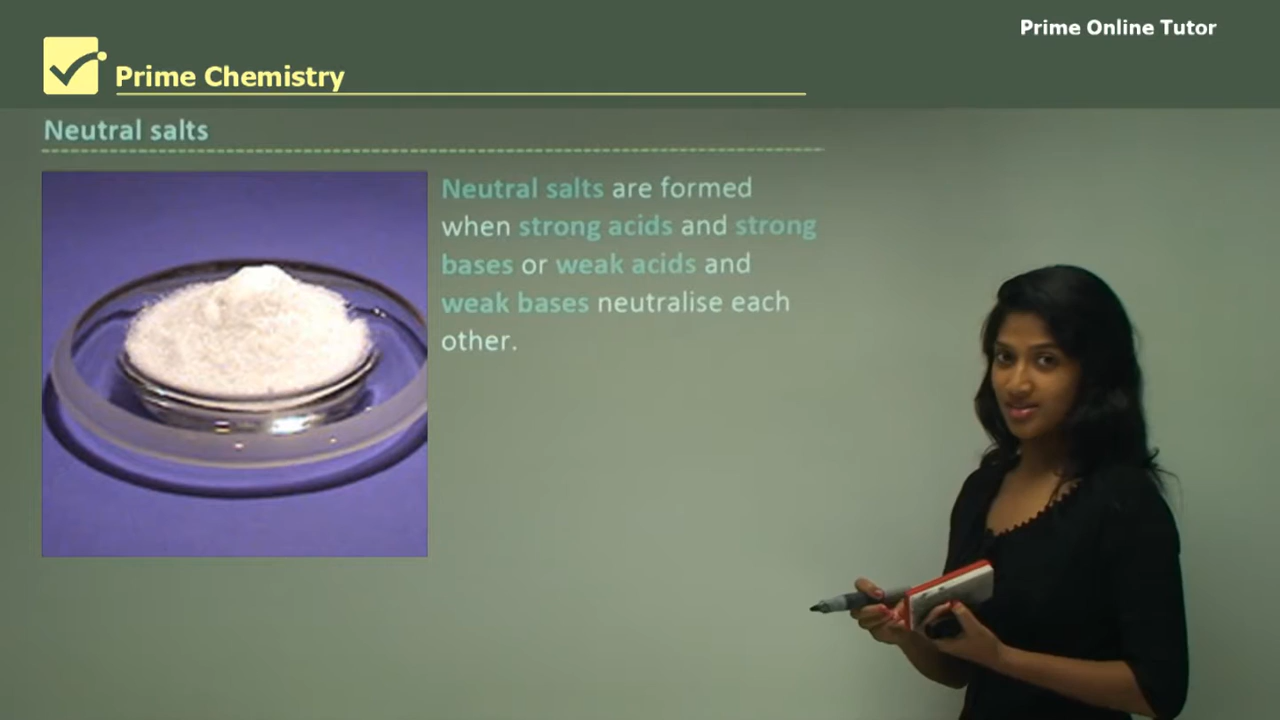 Prime Online Tutor
Prime Chemistry
Neutral salts
Neutral salts are formed
when strong acids and strong
bases or weak acids and
weak bases neutralise each
other.